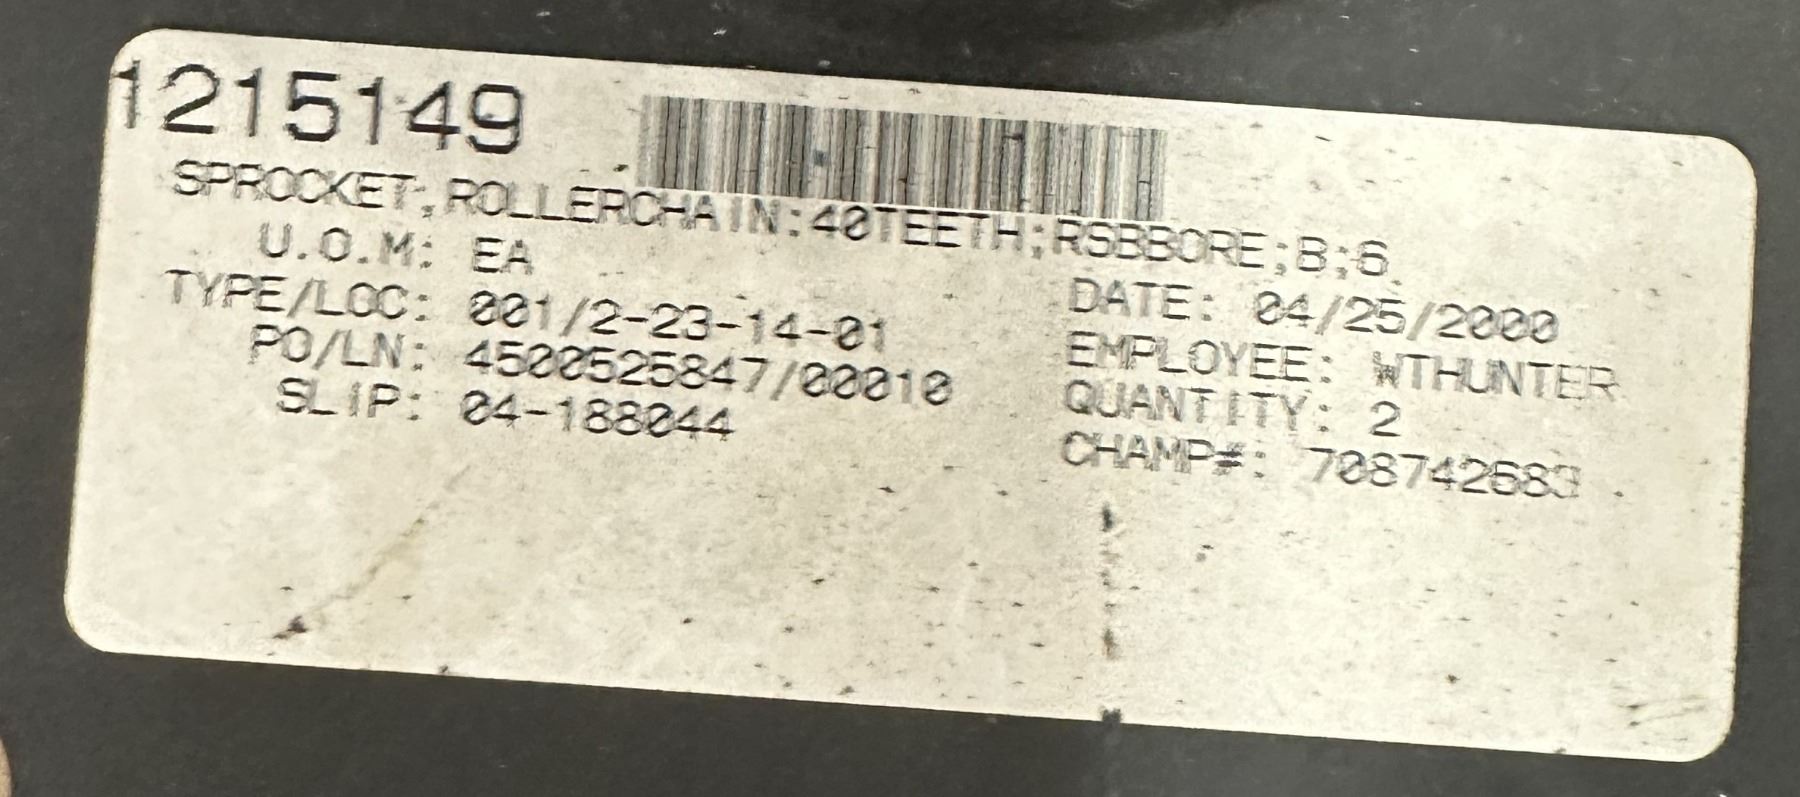 1215149
SPROCKET;ROLLERCHAIN;40TEETH;RSBBORE;B;6
U.O.M: EA
TYPE/LOC: 001/2-23-14-01
DATE: 04/25/2000
PO/LN: 4500525847/00010
EMPLOYEE: WTHUNTER
SLIP: 04-188044
QUANTITY: 2
CHAMP#: 708742683